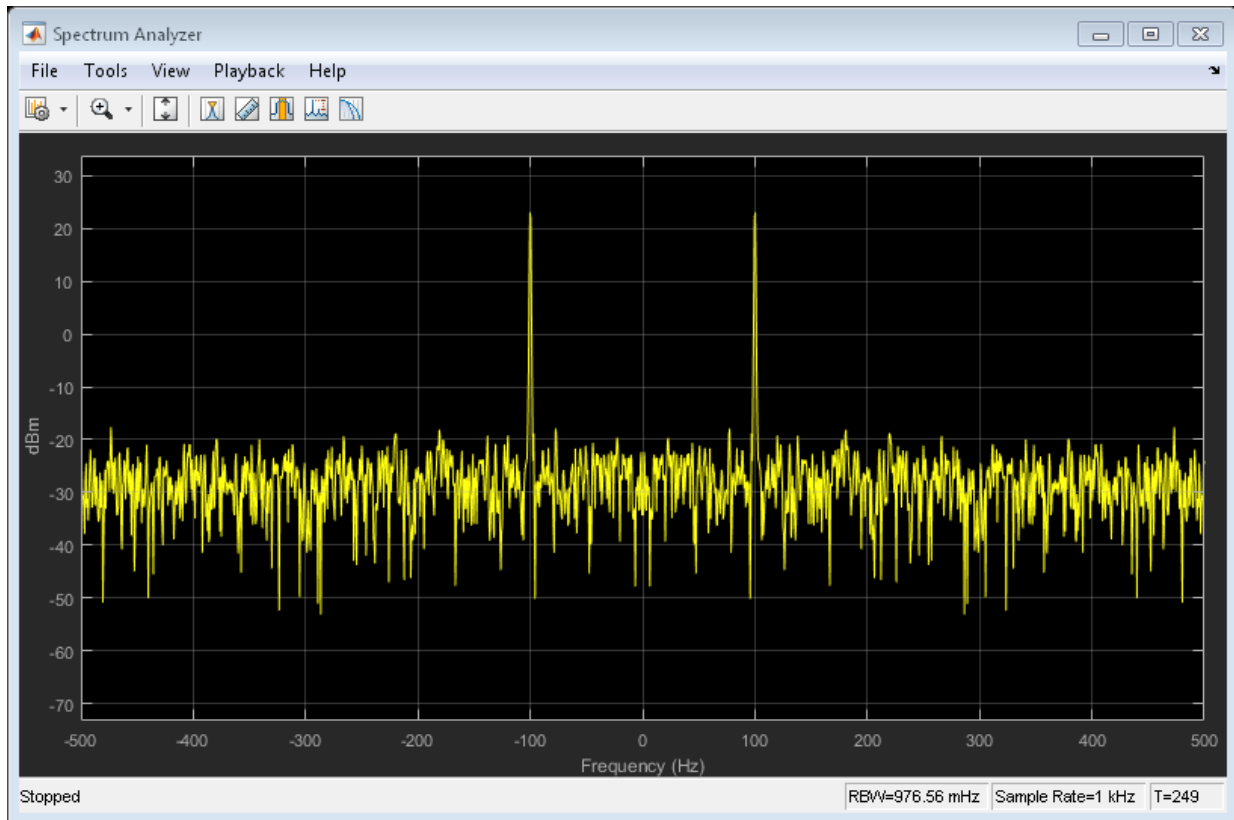 Spectrum Analyzer
File Tools View Playback Help
30
20
10
0
-10
-20
-30
-40
-50
-60
-70
dBm
-500 -400 -300 -200 -100 0 100 200 300 400 500
Frequency (Hz)
Stopped RBW=976.56 mHz Sample Rate=1 kHz T=249